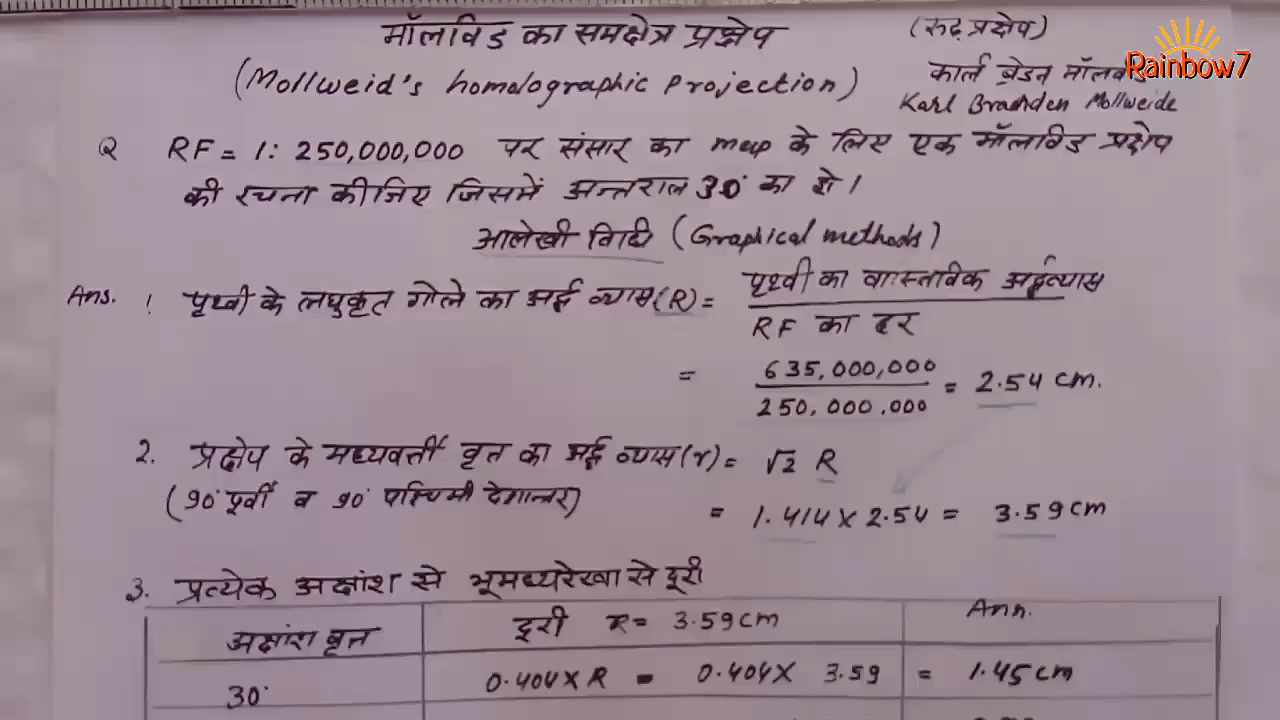 मॉलविड का समक्षेत्र प्रक्षेप (रुढ़ प्रक्षेप)
(Mollweid's homolographic Projection)
Rainbow7
कार्ल ब्रेडन
Karl Brandden Mollweide
Q RF = 1: 250,000,000 पर संसार का map के लिए एक मॉलविड प्रक्षेप
की रचना कीजिए जिसमें अन्तराल 30° का हो।
आलेखी विधि (Graphical methods)
Ans. 1 पृथ्वी के लघुकृत गोले का अर्द्ध व्यास (R) = पृथ्वी का वास्तविक अर्द्धव्यास
RF का हर
= 635,000,000
250,000,000 = 2.54 cm.
2. प्रक्षेप के मध्यवर्ती वृत का अर्द्ध व्यास (r) = √2 R
(90° पूर्वी व 90° पश्चिमी देशान्तर)
= 1.414 X 2.54 = 3.59 cm
3. प्रत्येक अक्षांश से भूमध्यरेखा से दूरी
अक्षांश वृत दूरी R = 3.59 cm Ann.
30° 0.404 X R = 0.404 X 3.59 = 1.45 cm